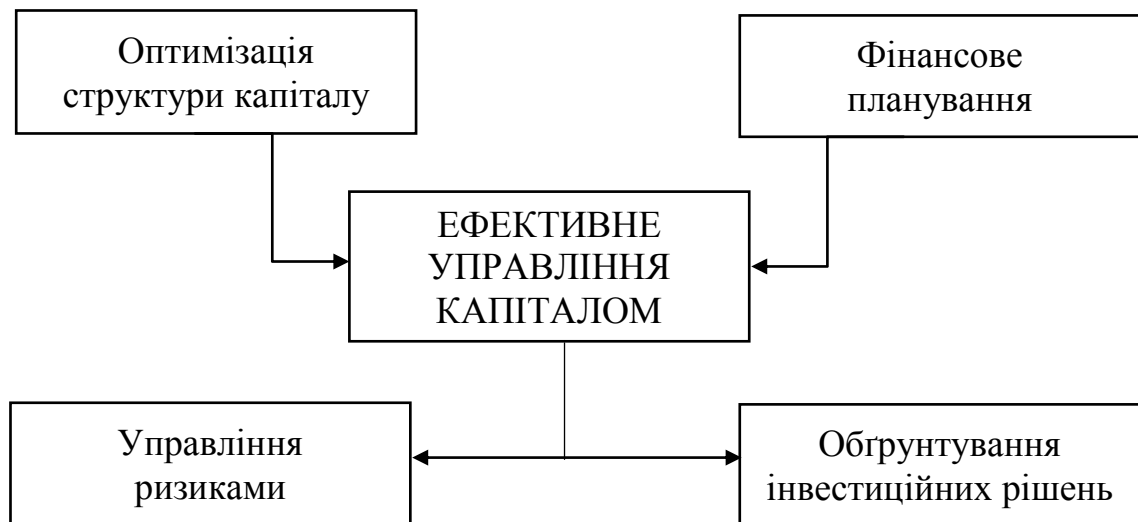 Оптимізація
структури капіталу
Фінансове
планування
ЕФЕКТИВНЕ
УПРАВЛІННЯ
КАПІТАЛОМ
Управління
ризиками
Обґрунтування
інвестиційних рішень